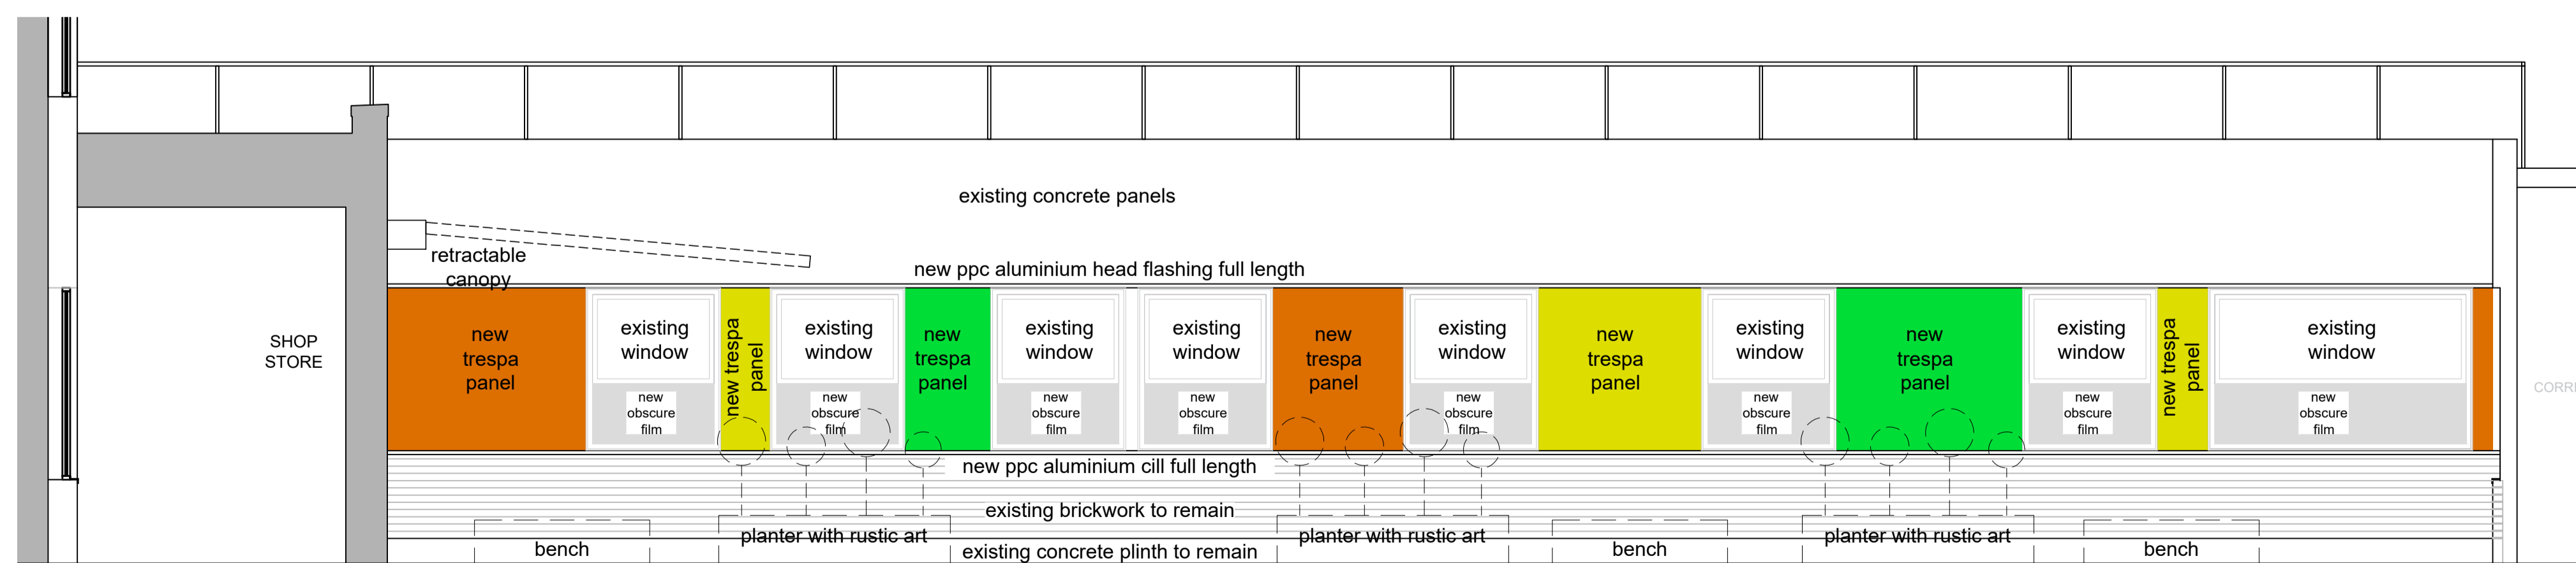 existing concrete panels
retractable
canopy
new ppc aluminium head flashing full length
SHOP
STORE
new
trespa
panel
existing
window
new
obscure
film
new trespa
panel
existing
window
new
obscure
film
new
trespa
panel
existing
window
new
obscure
film
existing
window
new
obscure
film
new
trespa
panel
existing
window
new
obscure
film
new
trespa
panel
existing
window
new
obscure
film
new
trespa
panel
existing
window
new
obscure
film
new trespa
panel
existing
window
new
obscure
film
CORRI
new ppc aluminium cill full length
existing brickwork to remain
planter with rustic art
planter with rustic art
planter with rustic art
bench
existing concrete plinth to remain
bench
bench